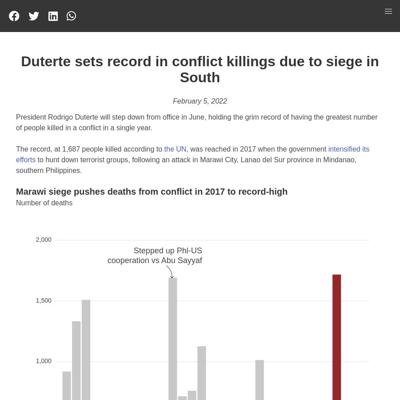 Duterte sets record in conflict killings due to siege in
South
February 5, 2022
President Rodrigo Duterte will step down from office in June, holding the grim record of having the greatest number
of people killed in a conflict in a single year.
The record, at 1,687 people killed according to the UN, was reached in 2017 when the government intensified its
efforts to hunt down terrorist groups, following an attack in Marawi City, Lanao del Sur province in Mindanao,
southern Philippines.
Marawi siege pushes deaths from conflict in 2017 to record-high
Number of deaths
2,000
Stepped up Phl-US
cooperation vs Abu Sayyaf
1,500
1,000